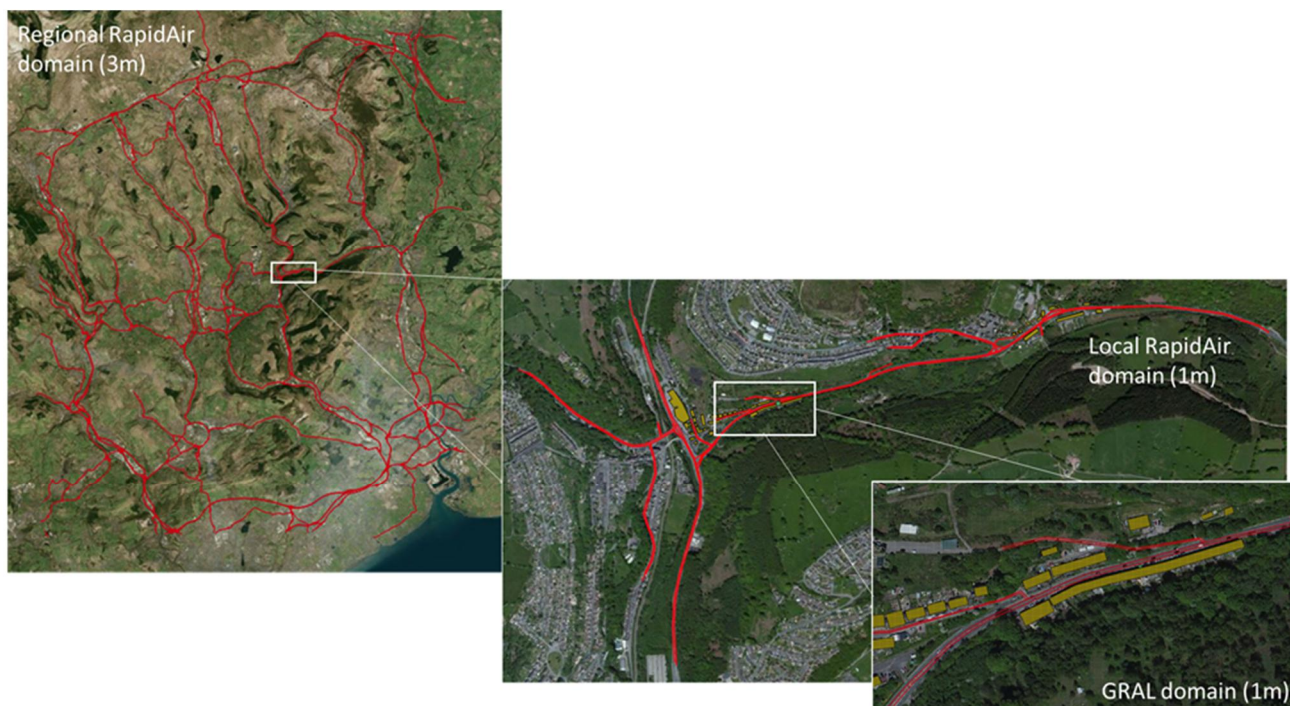 Regional RapidAir
domain (3m)
Local RapidAir
domain (1m)
GRAL domain (1m)